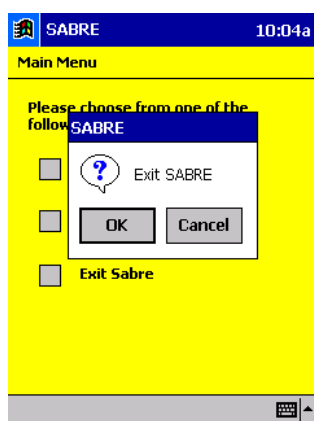 SABRE 10:04a
Main Menu
Please choose from one of the
follow
SABRE
Exit SABRE
OK Cancel
Exit Sabre